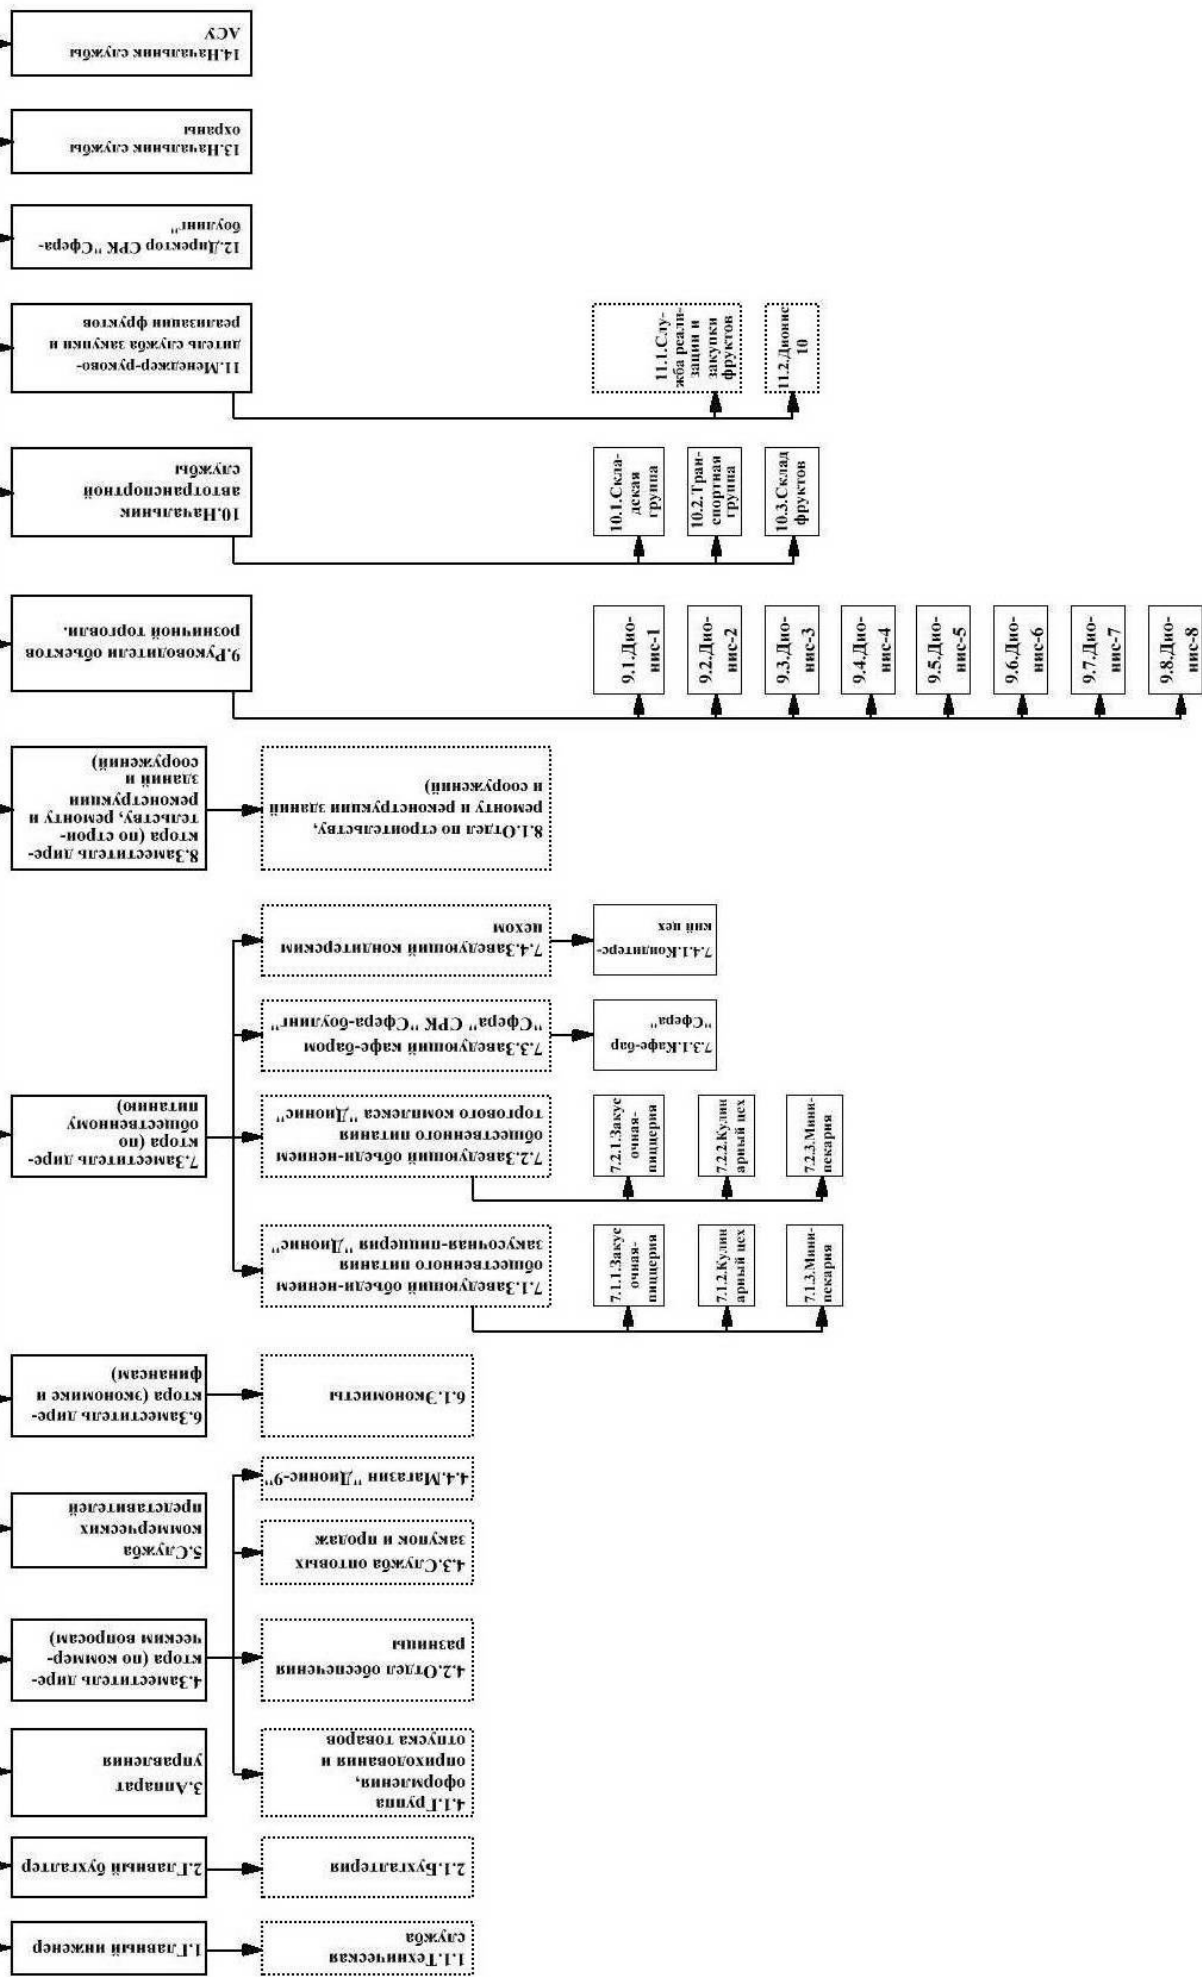 1.Главный инженер
1.1.Техническая
служба
2.Главный бухгалтер
2.1.Бухгалтерия
3.Аппарат
управления
4.Заместитель дире-
ктора (по коммер-
ческим вопросам)
4.1.Группа
оформления,
оприходования и
отпуска товаров
4.2.Отдел обеспечения
разницы
4.3.Служба оптовых
закупок и продаж
4.4.Магазин "Дионис-9"
5.Служба
коммерческих
представителей
6.Заместитель дире-
ктора (экономике и
финансам)
6.1.Экономисты
7.Заместитель дире-
ктора (по
общественному
питанию)
7.1.Заведующий объеди-нением
общественного питания
закусочная-пиццерия "Дионис"
7.1.1.Закус
очная-
пиццерия
7.1.2.Кулин
арный цех
7.1.3.Мини-
пекария
7.2.Заведующий объеди-нением
общественного питания
торгового комплекса "Дионис"
7.2.1.Закус
очная-
пиццерия
7.2.2.Кулин
арный цех
7.2.3.Мини-
пекария
7.3.Заведующий кафе-баром
"Сфера" СРК "Сфера-боулинг"
7.3.1.Кафе-бар
"Сфера"
7.4.Заведующий кондитерским
цехом
7.4.1.Кондитерс-
кий цех
8.Заместитель дире-
ктора (по строи-
тельству, ремонту и
реконструкции
зданий и
сооружений)
8.1.Отдел по строительству,
ремонту и реконструкции зданий
и сооружений)
9.Руководители объектов
розничной торговли.
9.1.Дио-
нис-1
9.2.Дио-
нис-2
9.3.Дио-
нис-3
9.4.Дио-
нис-4
9.5.Дио-
нис-5
9.6.Дио-
нис-6
9.7.Дио-
нис-7
9.8.Дио-
нис-8
10.Начальник
автотранспортной
службы
10.1.Скла-
дская
группа
10.2.Тран-
спортная
группа
10.3.Склад
фруктов
11.Менеджер-руково-
дитель служба закупки и
реализации фруктов
11.1.Слу-
жба реали-
зации и
закупки
фруктов
11.2.Дионис
10
12.Директор СРК "Сфера-
боулинг"
13.Начальник службы
охраны
14.Начальник службы
АСУ